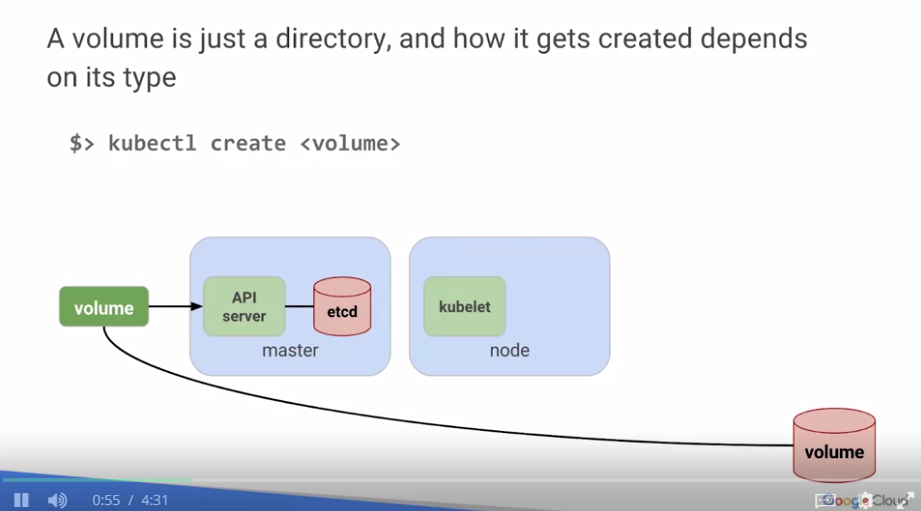 A volume is just a directory, and how it gets created depends
on its type
$> kubectl create <volume>
volume
API
server
etcd
master
kubelet
node
volume
0:55 / 4:31
Google Cloud